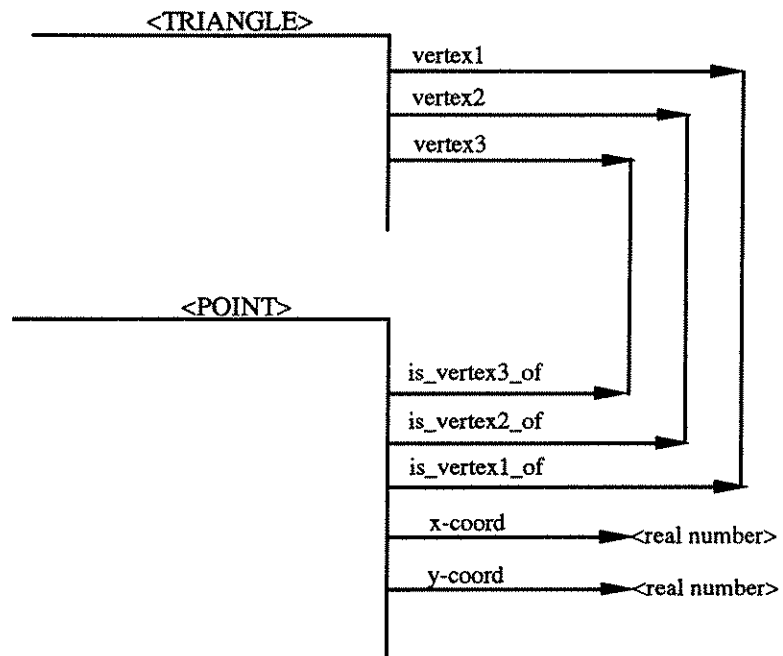 <TRIANGLE>
vertex1
vertex2
vertex3
<POINT>
is_vertex3_of
is_vertex2_of
is_vertex1_of
x-coord <real number>
y-coord <real number>